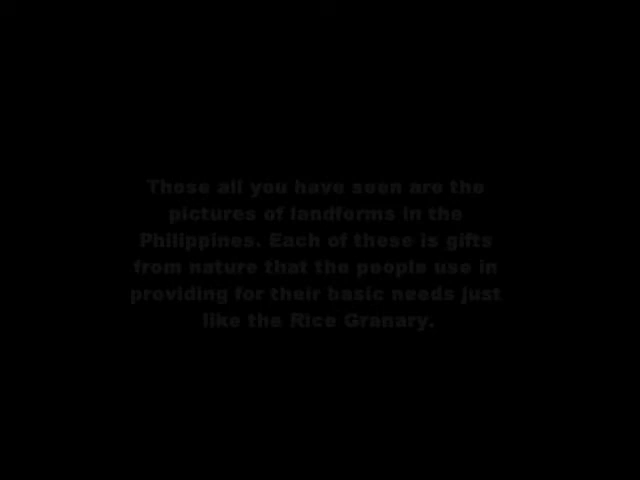 These all you have seen are the
pictures of landforms in the
Philippines. Each of these is gifts
from nature that the people use in
providing for their basic needs just
like the Rice Granary.